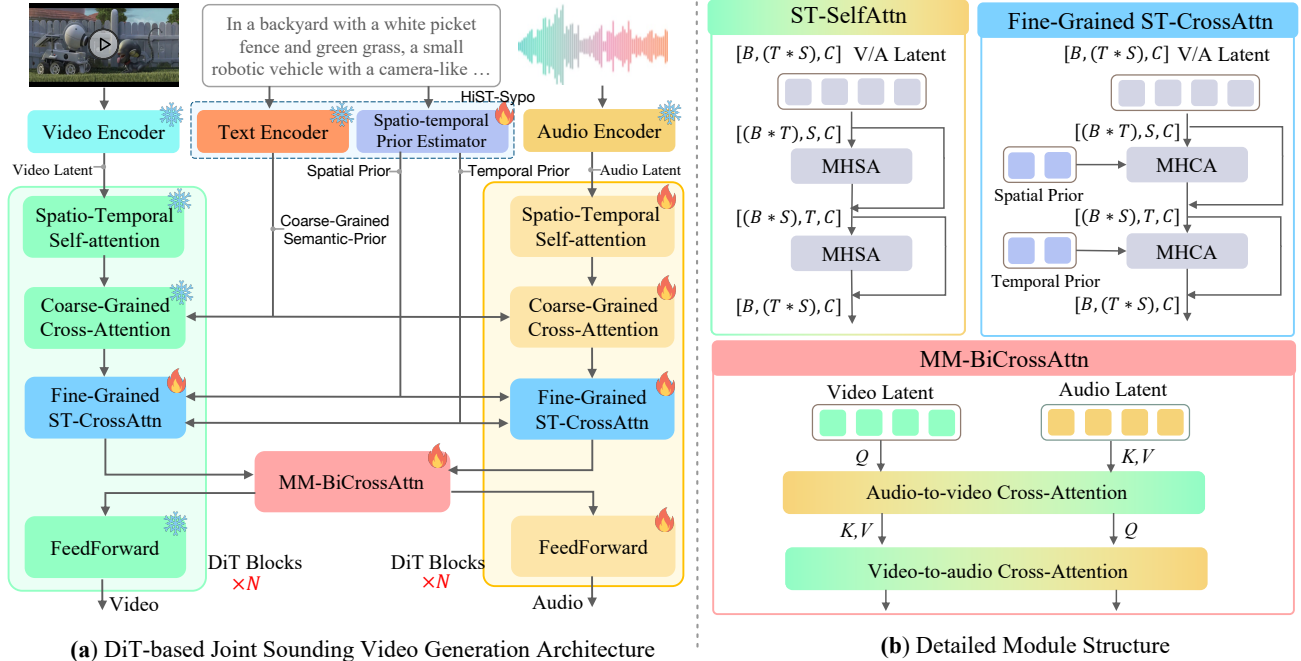 In a backyard with a white picket
fence and green grass, a small
robotic vehicle with a camera-like …
HiST-Sypo
Video Encoder
Text Encoder
Spatio-temporal
Prior Estimator
Audio Encoder
Video Latent
Spatial Prior
Temporal Prior
Audio Latent
Spatio-Temporal
Self-attention
Coarse-Grained
Semantic-Prior
Spatio-Temporal
Self-attention
Coarse-Grained
Cross-Attention
Coarse-Grained
Cross-Attention
Fine-Grained
ST-CrossAttn
Fine-Grained
ST-CrossAttn
MM-BiCrossAttn
FeedForward
FeedForward
DiT Blocks
×N
DiT Blocks
×N
Video
Audio
(a) DiT-based Joint Sounding Video Generation Architecture
ST-SelfAttn
[B, (T * S), C] V/A Latent
[(B * T), S, C]
MHSA
[(B * S), T, C]
MHSA
[B, (T * S), C]
Fine-Grained ST-CrossAttn
[B, (T * S), C] V/A Latent
[(B * T), S, C]
MHCA
Spatial Prior
[(B * S), T, C]
MHCA
Temporal Prior
[B, (T * S), C]
MM-BiCrossAttn
Video Latent
Audio Latent
Q
K,V
Audio-to-video Cross-Attention
K,V
Q
Video-to-audio Cross-Attention
(b) Detailed Module Structure